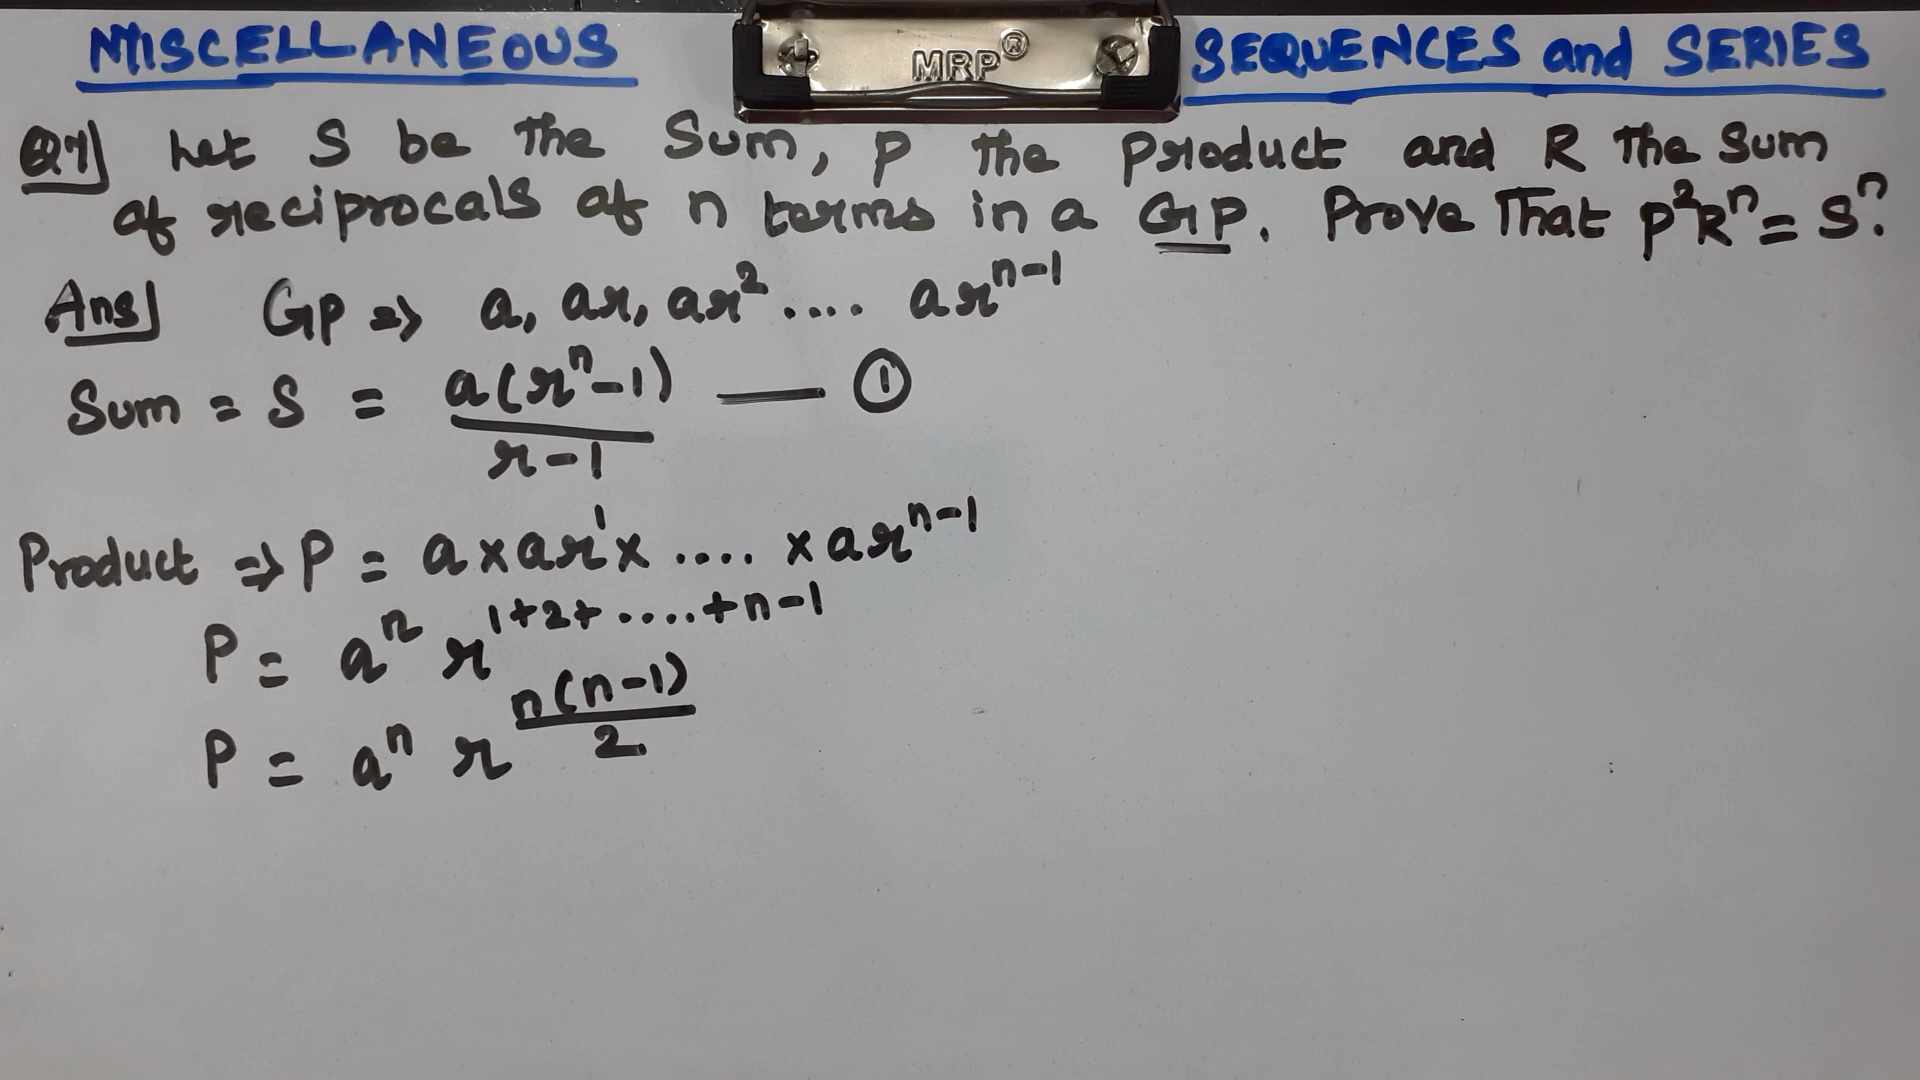 MISCELLANEOUS
MRP®
SEQUENCES and SERIES
Q7] Let S be the Sum, P the Product and R the Sum
of reciprocals of n terms in a GP. Prove That P²Rⁿ = Sⁿ.
Ans] GP ⇒ a, ar, ar² .... arⁿ⁻¹
Sum = S = a(rⁿ-1)/r-1 — ①
Product ⇒ P = a×ar¹× .... ×arⁿ⁻¹
P = aⁿ r^1+2+....+n-1
P = aⁿ r^n(n-1)/2